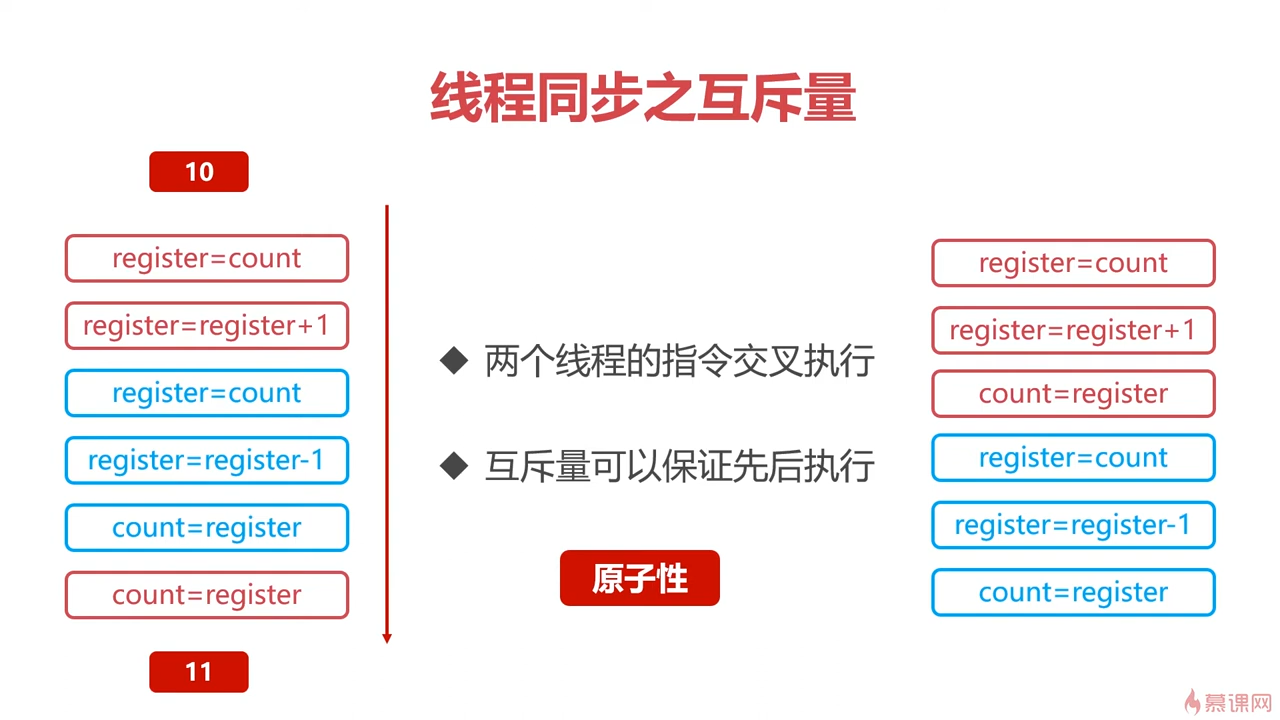 线程同步之互斥量
10
register=count
register=register+1
register=count
register=register-1
count=register
count=register
11
两个线程的指令交叉执行
互斥量可以保证先后执行
原子性
register=count
register=register+1
count=register
register=count
register=register-1
count=register
慕课网